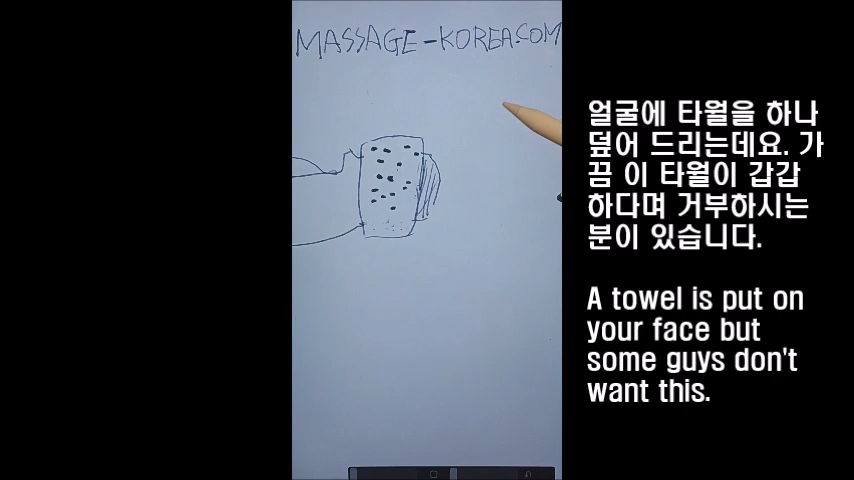 MASSAGE-KOREA.COM
얼굴에 타월을 하나
덮어 드리는데요. 가
끔 이 타월이 갑갑
하다며 거부하시는
분이 있습니다.
A towel is put on
your face but
some guys don't
want this.